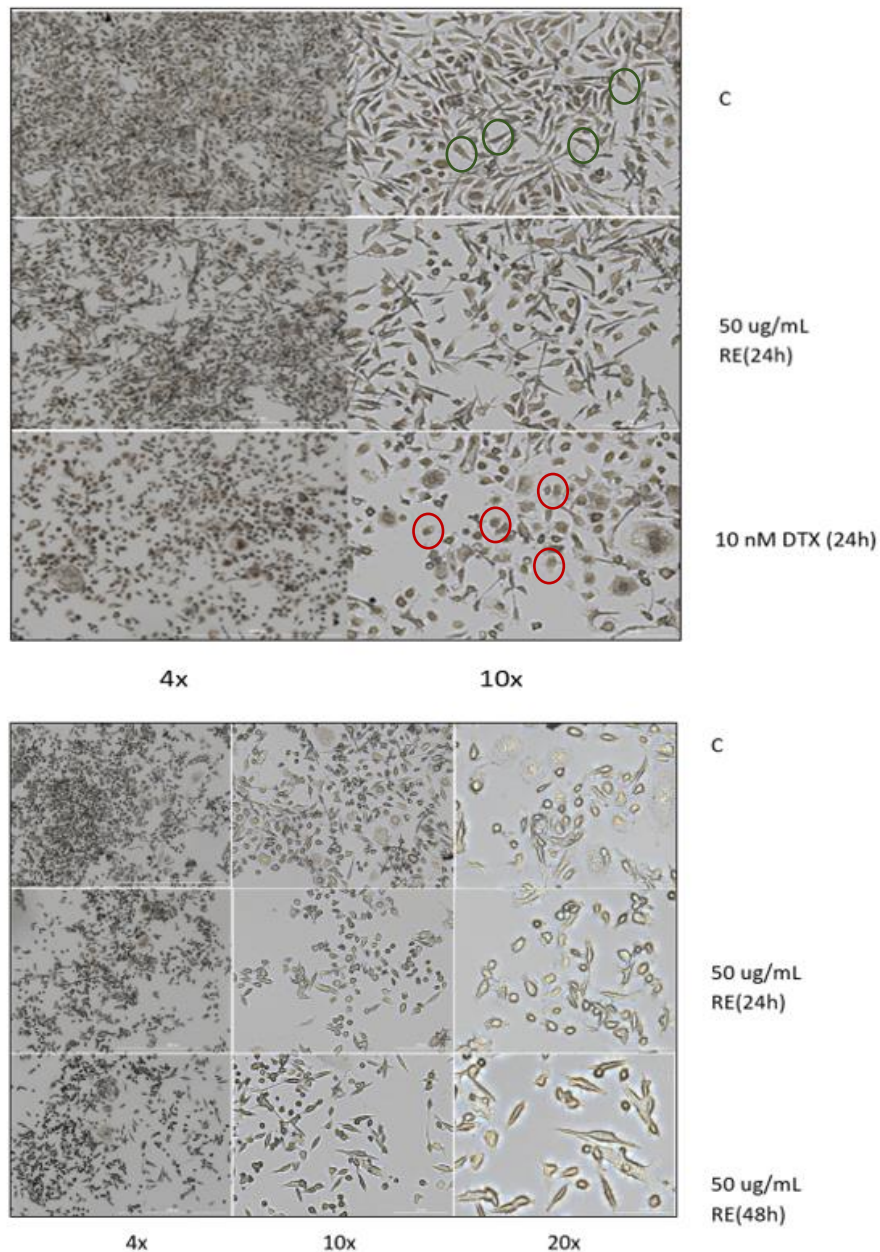 C
50 ug/mL
RE(24h)
10 nM DTX (24h)
4x
10x
C
50 ug/mL
RE(24h)
50 ug/mL
RE(48h)
4x
10x
20x